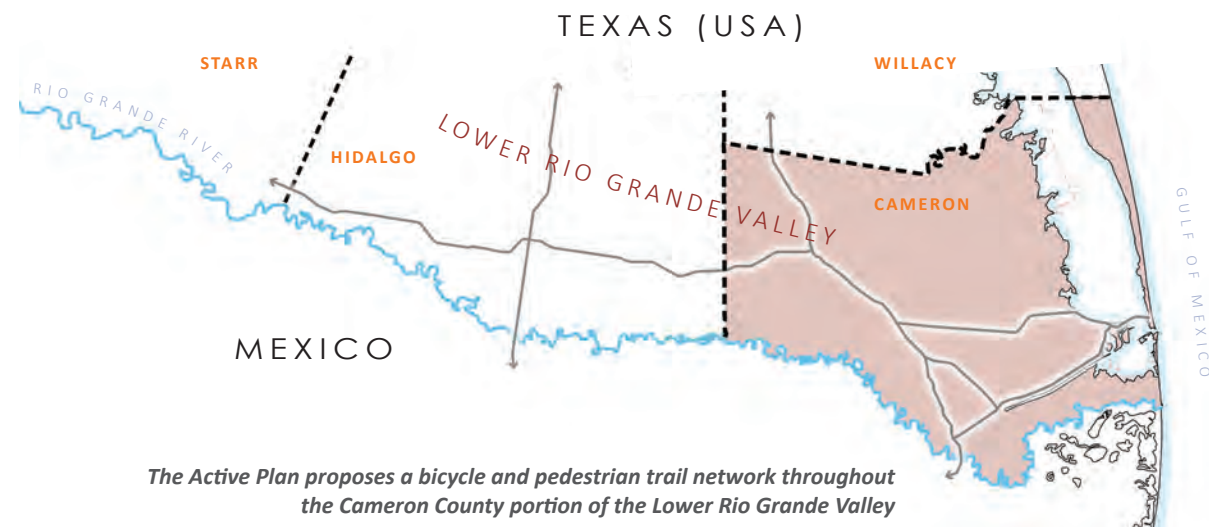 TEXAS (USA)
STARR
WILLACY
RIO GRANDE RIVER
LOWER RIO GRANDE VALLEY
HIDALGO
CAMERON
GULF OF MEXICO
MEXICO
The Active Plan proposes a bicycle and pedestrian trail network throughout
the Cameron County portion of the Lower Rio Grande Valley